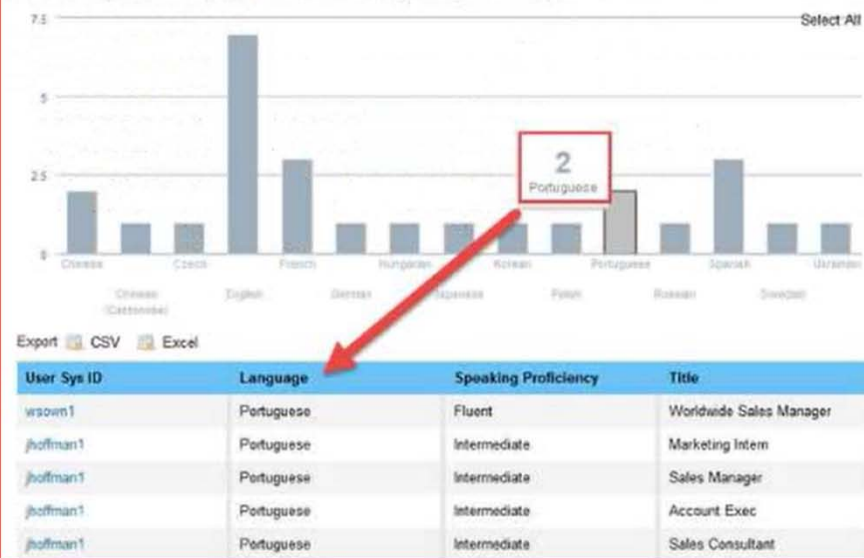 7.5
Select All
5
2.5
2
Portuguese
0
Chinese Czech French Hungarian Korean Portuguese Spanish Ukrainian
Chinese English German Japanese Polish Russian Swedish
(Cantonese)
Export CSV Excel
User Sys ID Language Speaking Proficiency Title
wsown1 Portuguese Fluent Worldwide Sales Manager
jhoffman1 Portuguese Intermediate Marketing Intern
jhoffman1 Portuguese Intermediate Sales Manager
jhoffman1 Portuguese Intermediate Account Exec
jhoffman1 Portuguese Intermediate Sales Consultant